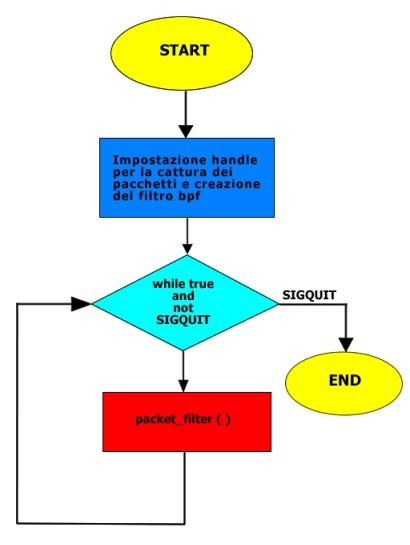 START
Impostazione handle
per la cattura dei
pacchetti e creazione
del filtro bpf
while true
and
not
SIGQUIT
SIGQUIT
END
packet_filter ( )